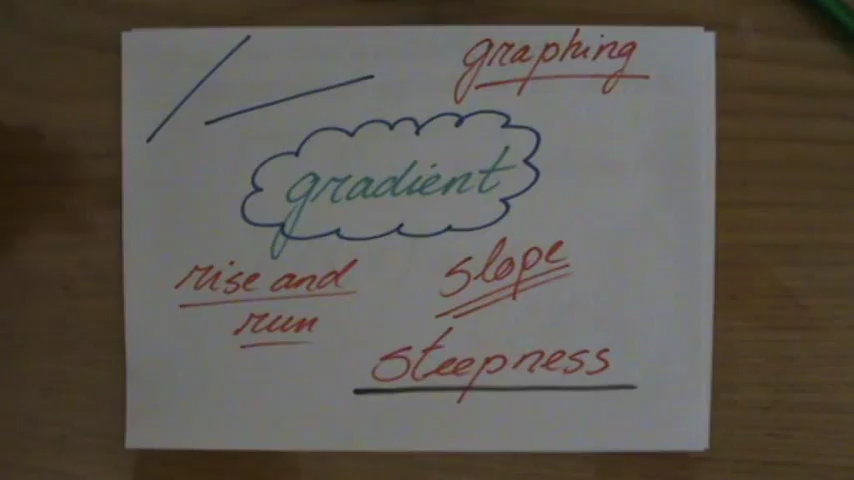 graphing
gradient
rise and
run
slope
steepness